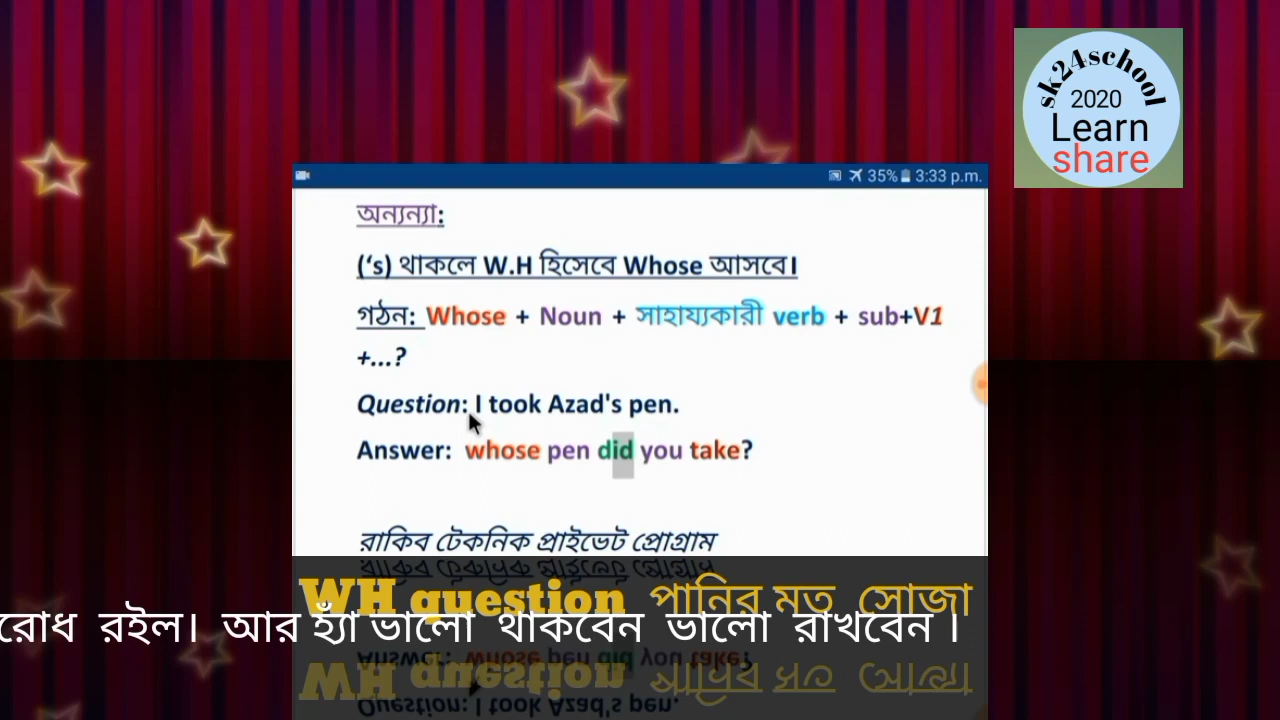 sk24school
2020
Learn
share
35% 3:33 p.m.
অন্যন্যা:
(‘s) থাকলে W.H হিসেবে Whose আসবে।
গঠন: Whose + Noun + সাহায্যকারী verb + sub+V1
+...?
Question: I took Azad's pen.
Answer: whose pen did you take?
রাকিব টেকনিক প্রাইভেট প্রোগ্রাম
WH question পানির মত সোজা
রোধ রইল। আর হ্যাঁ ভালো থাকবেন ভালো রাখবেন ।